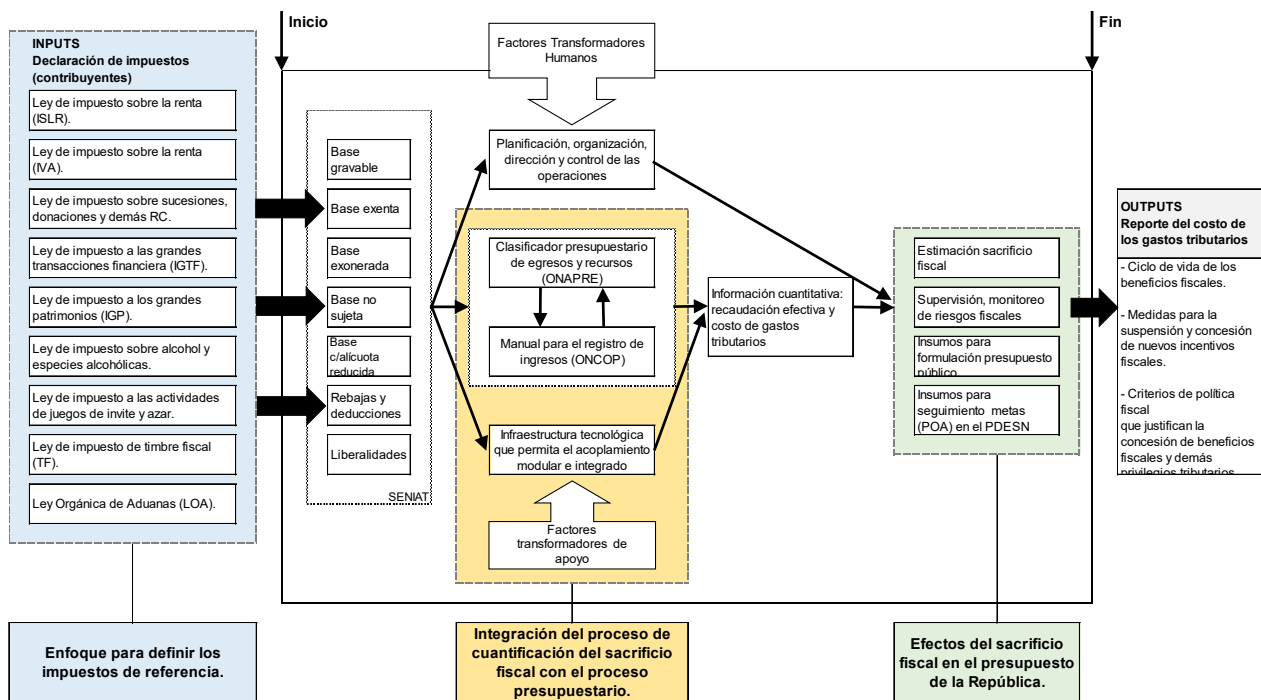 Inicio
Fin
INPUTS
Declaración de impuestos
(contribuyentes)
Ley de impuesto sobre la renta
(ISLR).
Ley de impuesto sobre la renta
(IVA).
Ley de impuesto sobre sucesiones,
donaciones y demás RC.
Ley de impuesto a las grandes
transacciones financiera (IGTF).
Ley de impuesto a los grandes
patrimonios (IGP).
Ley de impuesto sobre alcohol y
especies alcohólicas.
Ley de impuesto a las actividades
de juegos de invite y azar.
Ley de impuesto de timbre fiscal
(TF).
Ley Orgánica de Aduanas (LOA).
Base
gravable
Base exenta
Base
exonerada
Base no
sujeta
Base
c/alícuota
reducida
Rebajas y
deducciones
Liberalidades
SENIAT
Factores Transformadores
Humanos
Planificación, organización,
dirección y control de las
operaciones
Clasificador presupuestario
de egresos y recursos
(ONAPRE)
Manual para el registro de
ingresos (ONCOP)
Infraestructura tecnológica
que permita el acoplamiento
modular e integrado
Factores
transformadores de
apoyo
Información cuantitativa:
recaudación efectiva y
costo de gastos
tributarios
Estimación sacrificio
fiscal
Supervisión, monitoreo
de riesgos fiscales
Insumos para
formulación presupuesto
público.
Insumos para
seguimiento metas
(POA) en el PDESN
OUTPUTS
Reporte del costo de
los gastos tributarios
- Ciclo de vida de los
beneficios fiscales.
- Medidas para la
suspensión y concesión
de nuevos incentivos
fiscales.
- Criterios de política
fiscal
que justifican la
concesión de beneficios
fiscales y demás
privilegios tributarios
Enfoque para definir los
impuestos de referencia.
Integración del proceso de
cuantificación del sacrificio
fiscal con el proceso
presupuestario.
Efectos del sacrificio
fiscal en el presupuesto
de la República.